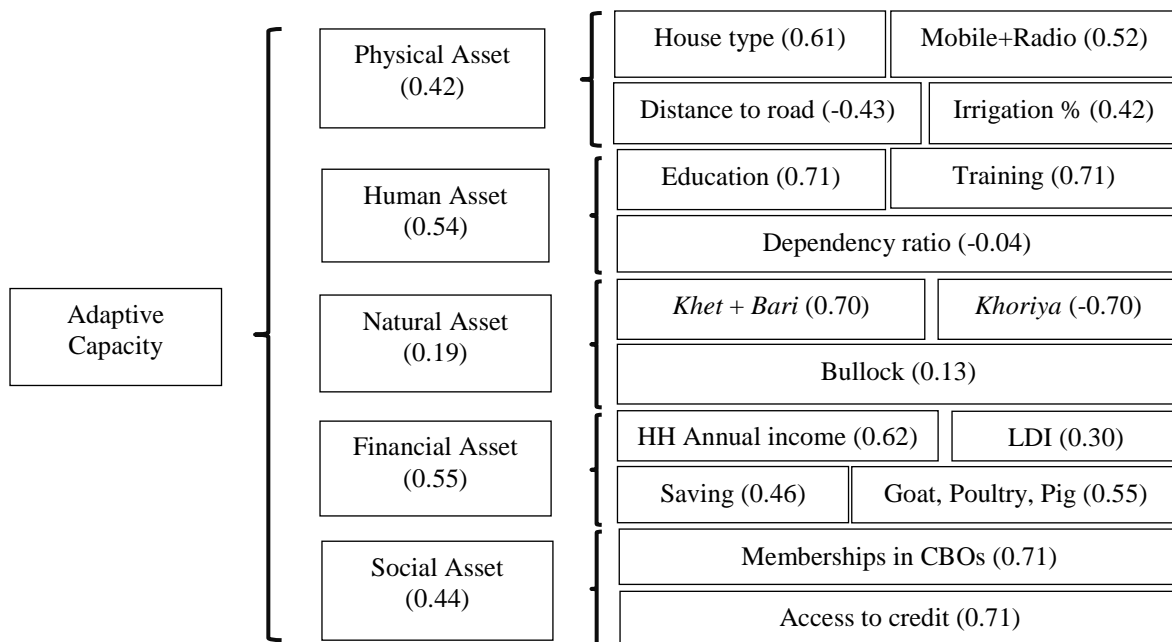 Adaptive
Capacity
Physical Asset
(0.42)
House type (0.61)
Mobile+Radio (0.52)
Distance to road (-0.43)
Irrigation % (0.42)
Human Asset
(0.54)
Education (0.71)
Training (0.71)
Dependency ratio (-0.04)
Natural Asset
(0.19)
Khet + Bari (0.70)
Khoriya (-0.70)
Bullock (0.13)
Financial Asset
(0.55)
HH Annual income (0.62)
LDI (0.30)
Saving (0.46)
Goat, Poultry, Pig (0.55)
Social Asset
(0.44)
Memberships in CBOs (0.71)
Access to credit (0.71)